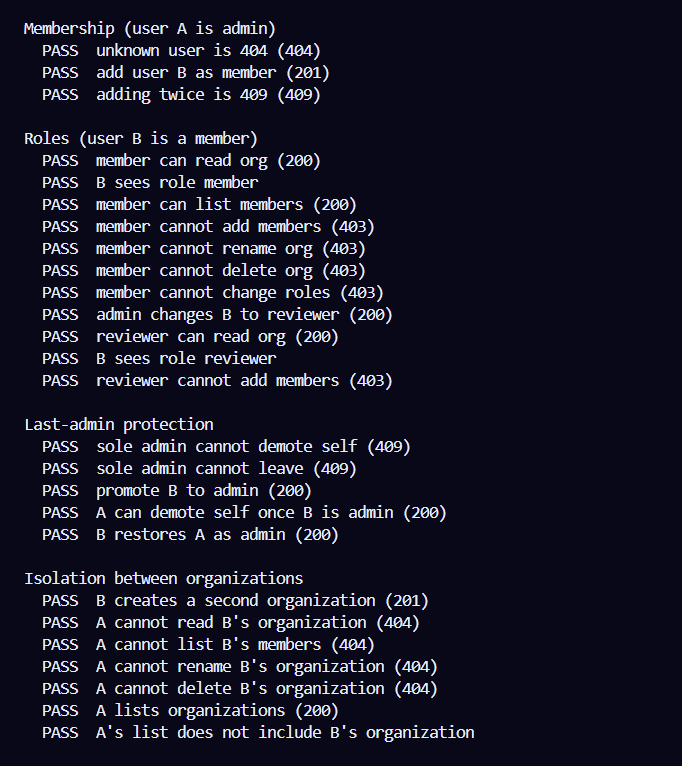 Membership (user A is admin)
PASS  unknown user is 404 (404)
PASS  add user B as member (201)
PASS  adding twice is 409 (409)
Roles (user B is a member)
PASS  member can read org (200)
PASS  B sees role member
PASS  member can list members (200)
PASS  member cannot add members (403)
PASS  member cannot rename org (403)
PASS  member cannot delete org (403)
PASS  member cannot change roles (403)
PASS  admin changes B to reviewer (200)
PASS  reviewer can read org (200)
PASS  B sees role reviewer
PASS  reviewer cannot add members (403)
Last-admin protection
PASS  sole admin cannot demote self (409)
PASS  sole admin cannot leave (409)
PASS  promote B to admin (200)
PASS  A can demote self once B is admin (200)
PASS  B restores A as admin (200)
Isolation between organizations
PASS  B creates a second organization (201)
PASS  A cannot read B's organization (404)
PASS  A cannot list B's members (404)
PASS  A cannot rename B's organization (404)
PASS  A cannot delete B's organization (404)
PASS  A lists organizations (200)
PASS  A's list does not include B's organization